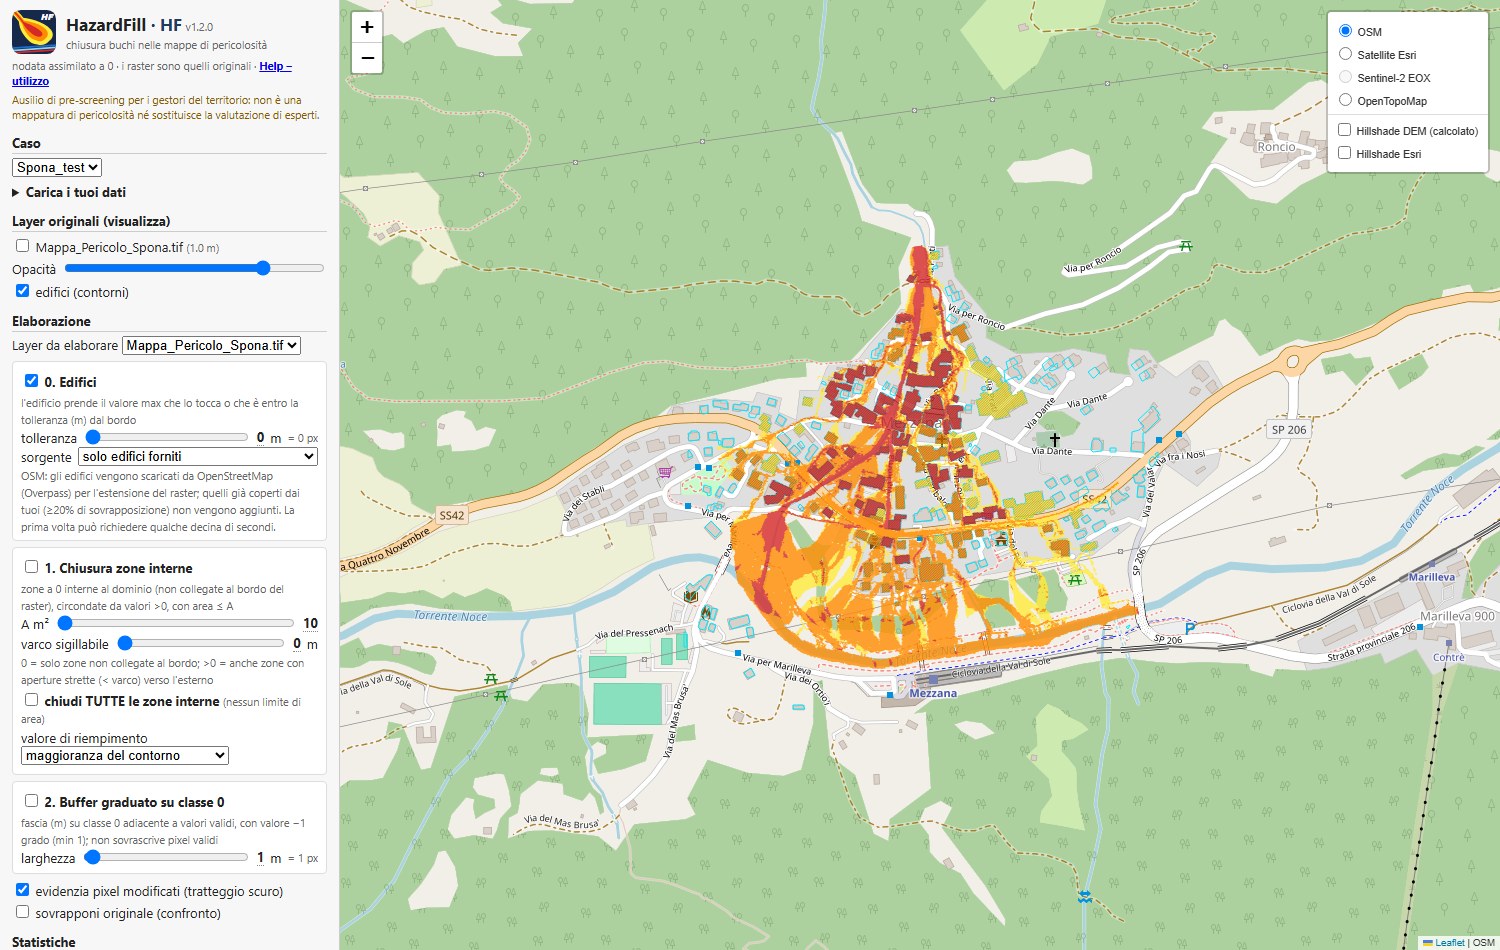 HF
HazardFill · HF v1.2.0
chiusura buchi nelle mappe di pericolosità
nodata assimilato a 0 · i raster sono quelli originali · Help –
utilizzo
Ausilio di pre-screening per i gestori del territorio: non è una
mappatura di pericolosità né sostituisce la valutazione di esperti.
Caso
Spona_test
Carica i tuoi dati
Layer originali (visualizza)
Mappa_Pericolo_Spona.tif (1.0 m)
Opacità
edifici (contorni)
Elaborazione
Layer da elaborare Mappa_Pericolo_Spona.tif
0. Edifici
l'edificio prende il valore max che lo tocca o che è entro la
tolleranza (m) dal bordo
tolleranza 0 m = 0 px
sorgente solo edifici forniti
OSM: gli edifici vengono scaricati da OpenStreetMap
(Overpass) per l'estensione del raster; quelli già coperti dai
tuoi (≥20% di sovrapposizione) non vengono aggiunti. La
prima volta può richiedere qualche decina di secondi.
1. Chiusura zone interne
zone a 0 interne al dominio (non collegate al bordo del
raster), circondate da valori >0, con area ≤ A
A m² 10
varco sigillabile 0 m
0 = solo zone non collegate al bordo; >0 = anche zone con
aperture strette (< varco) verso l'esterno
chiudi TUTTE le zone interne (nessun limite di
area)
valore di riempimento
maggioranza del contorno
2. Buffer graduato su classe 0
fascia (m) su classe 0 adiacente a valori validi, con valore −1
grado (min 1); non sovrascrive pixel validi
larghezza 1 m = 1 px
evidenzia pixel modificati (tratteggio scuro)
sovrapponi originale (confronto)
Statistiche
+
−
OSM
Satellite Esri
Sentinel-2 EOX
OpenTopoMap
Hillshade DEM (calcolato)
Hillshade Esri
Roncio
Via per Roncio
Via per Roncio
Via Dante
Via Dante
Via Dante
SP 206
Via fra i Nosi
SS42
a Quattro Novembre
Via dei Stabli
Torrente Noce
Torrente Noce
SP 206
SP 206
Marilleva
Marilleva 900
Contrè
Ciclovia della Val di Sole
Strada provinciale 206
P
Via del Pressenach
Via per Marilleva
Via dei Ortioi
Ciclovia della Val di Sole
Mezzana
ia della Val di Sole
Via del Mas Brusa'
Via del Mas Brusa'
Leaflet | OSM